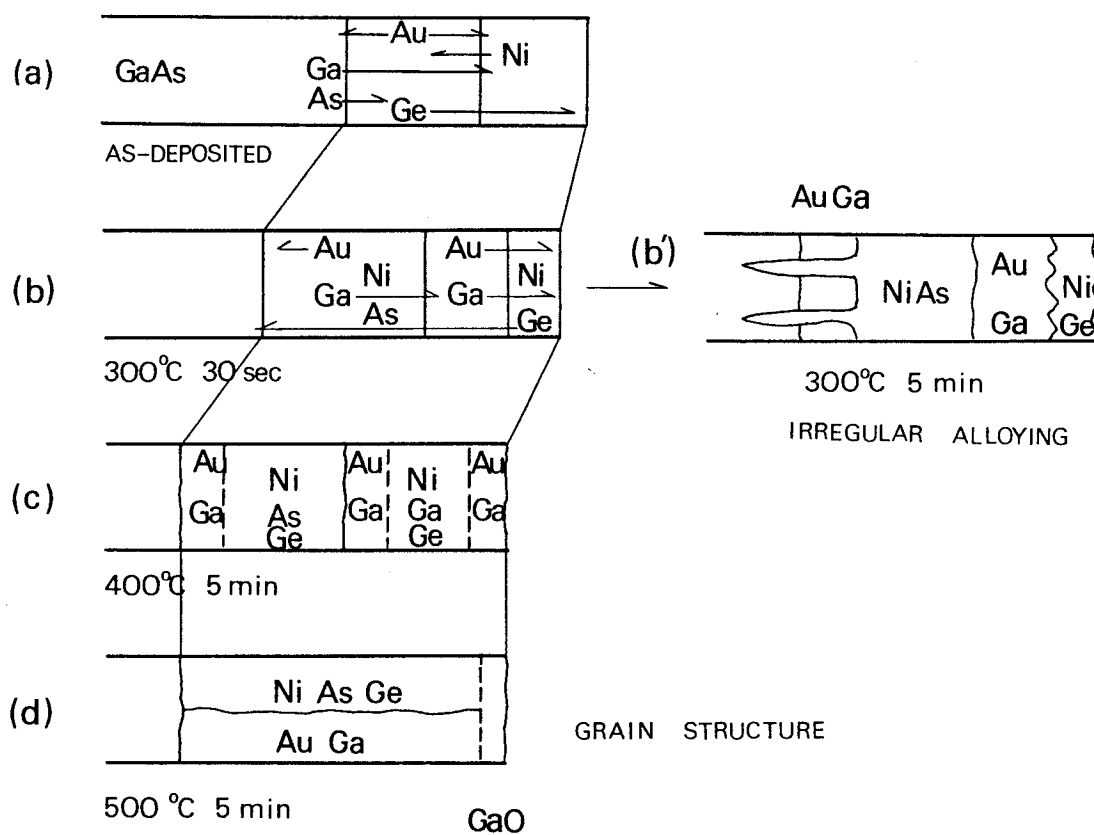 (a)
GaAs
Au
Ni
Ga
As
Ge
AS-DEPOSITED
(b)
Au
Au
Ni
Ni
Ga
Ga
As
Ge
300°C 30 sec
(b')
AuGa
NiAs
Au
Ga
Ni
Ge
300°C 5 min
IRREGULAR ALLOYING
(c)
Au
Ga
Ni
As
Ge
Au
Ga
Ni
Ga
Ge
Au
Ga
400°C 5 min
(d)
Ni As Ge
Au Ga
GRAIN STRUCTURE
500 °C 5 min
GaO